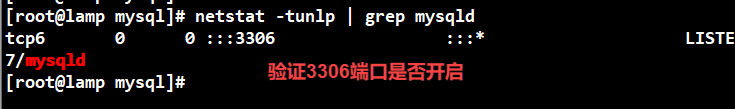 [root@lamp mysql]# netstat -tunlp | grep mysqld
tcp6       0      0 :::3306                 :::*                    LISTE
7/mysqld
验证3306端口是否开启
[root@lamp mysql]#